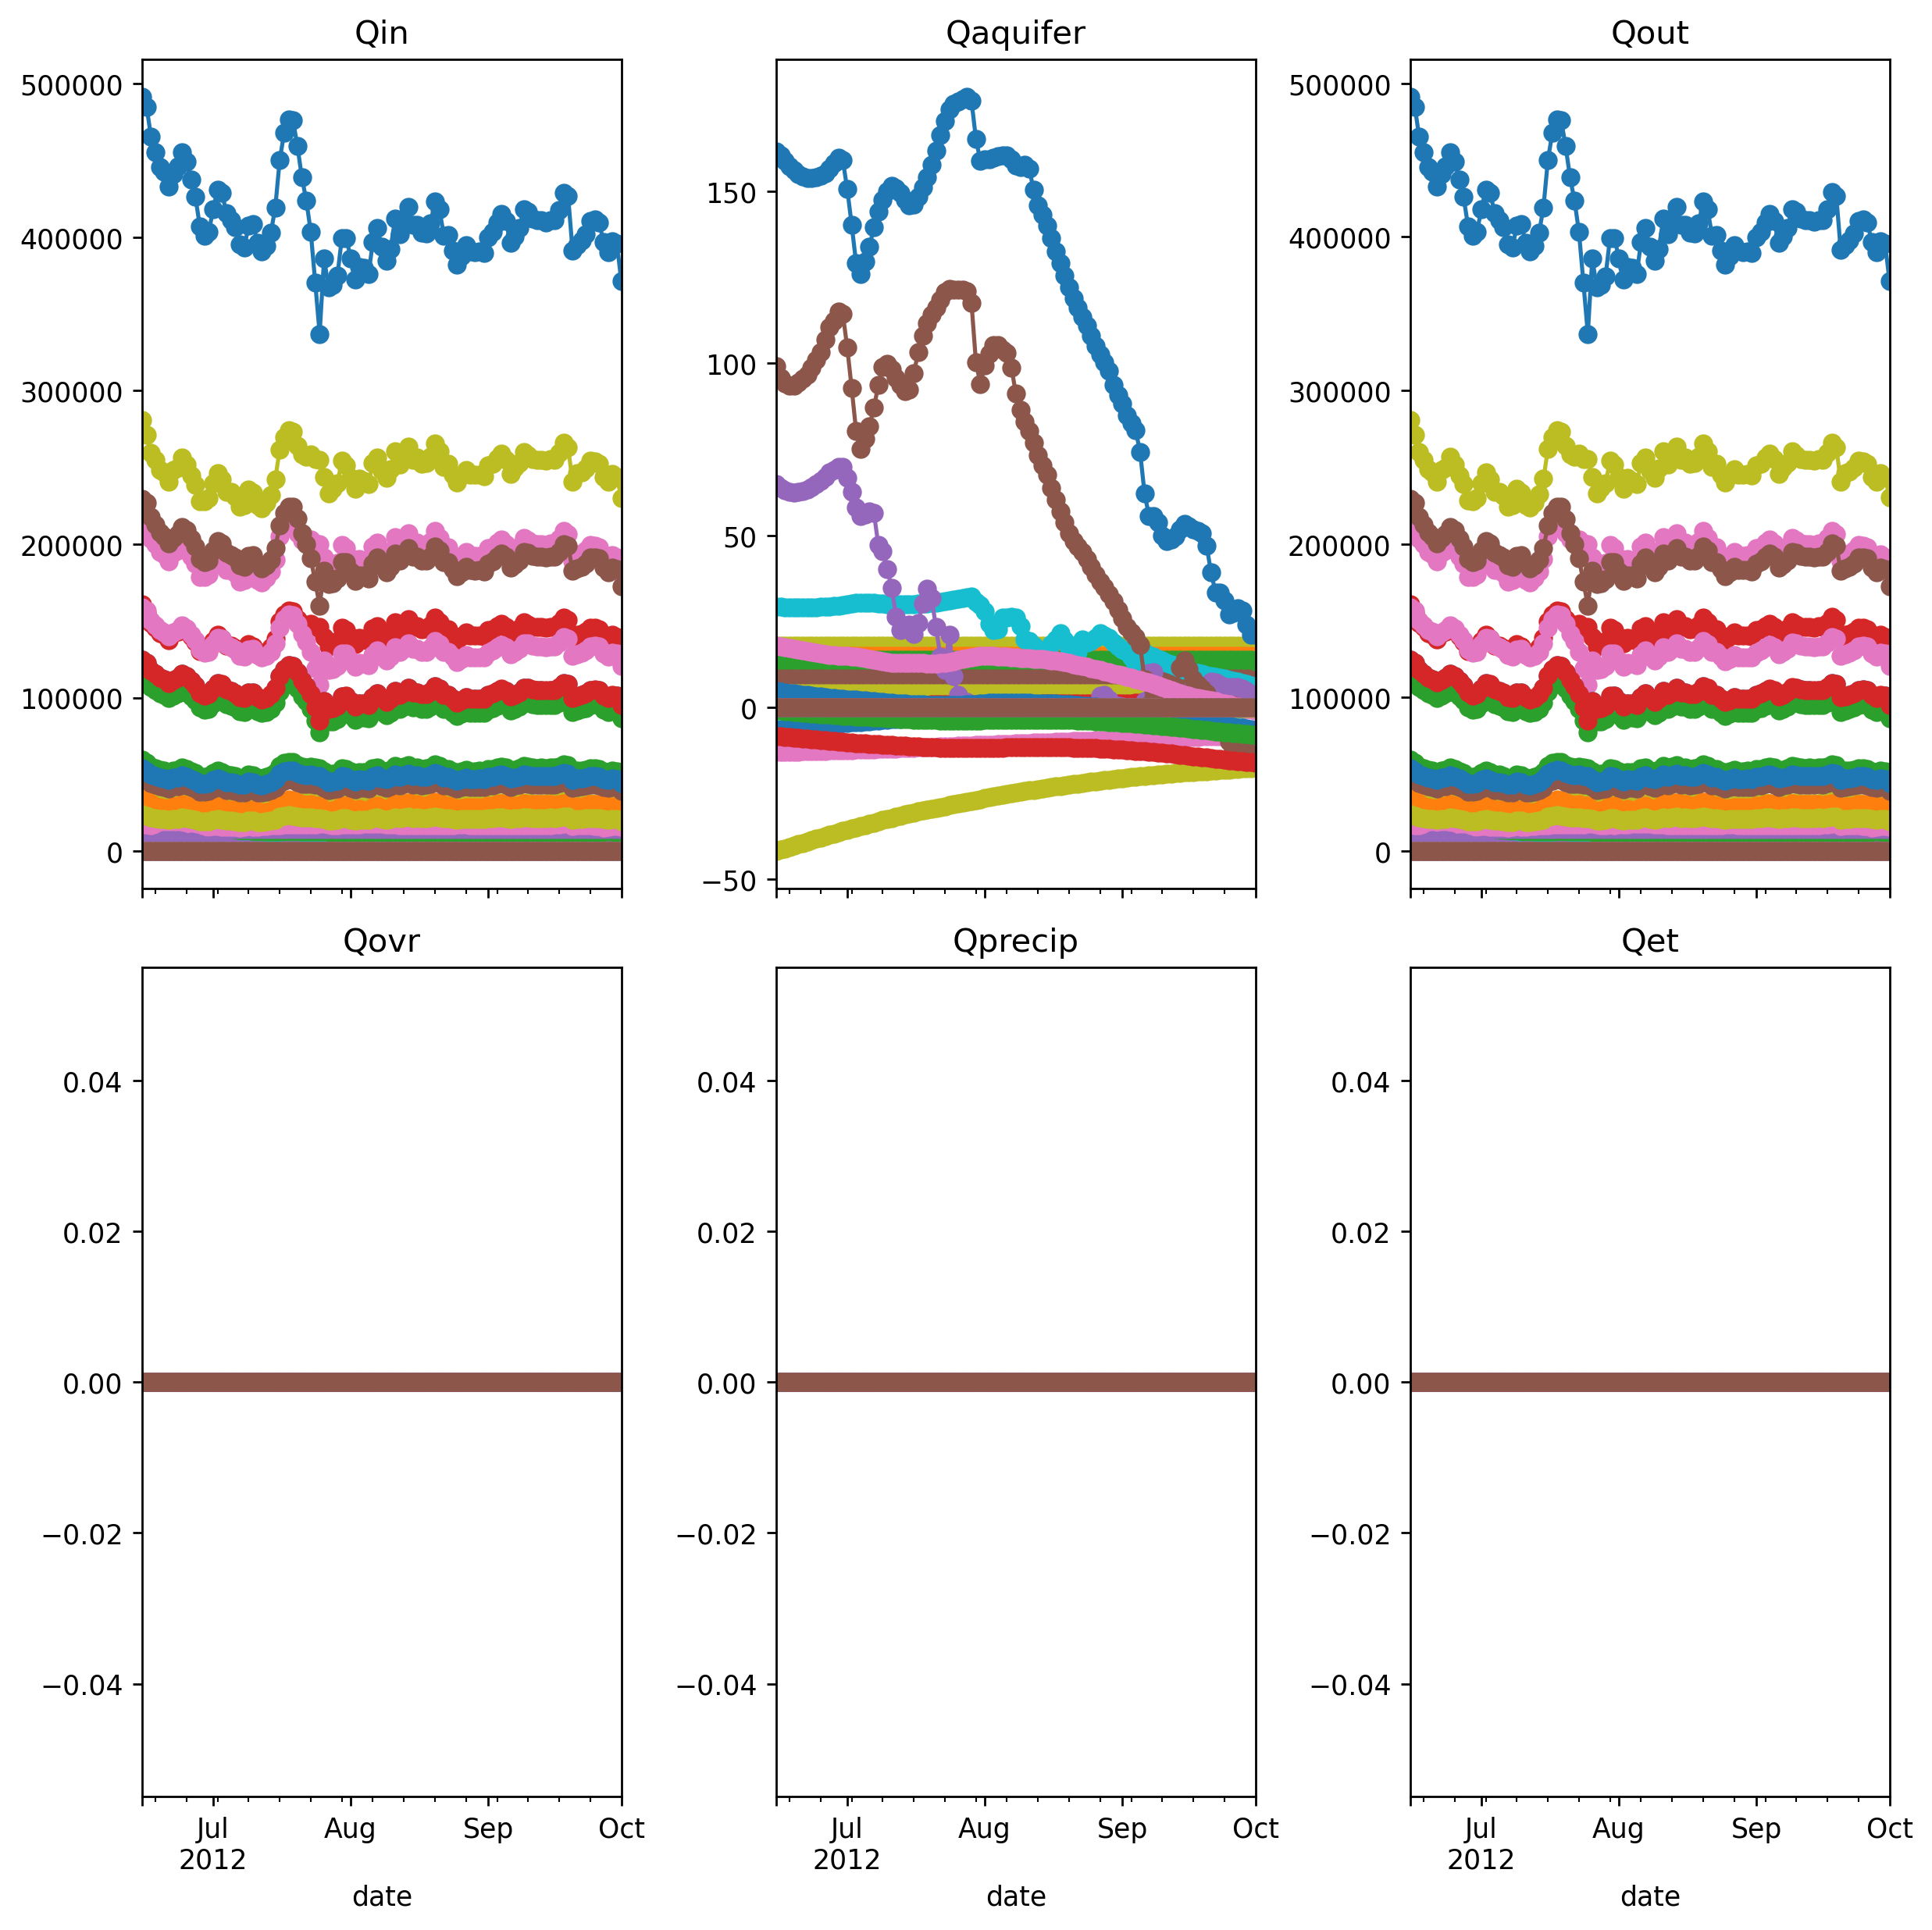 Qin Qaquifer Qout
500000 150 500000
400000 100 400000
300000 50 300000
200000 0 200000
100000 −50 100000
0 0
Qovr Qprecip Qet
0.04 0.04 0.04
0.02 0.02 0.02
0.00 0.00 0.00
−0.02 −0.02 −0.02
−0.04 −0.04 −0.04
Jul Aug Sep Oct Jul Aug Sep Oct Jul Aug Sep Oct
2012 2012 2012
date date date